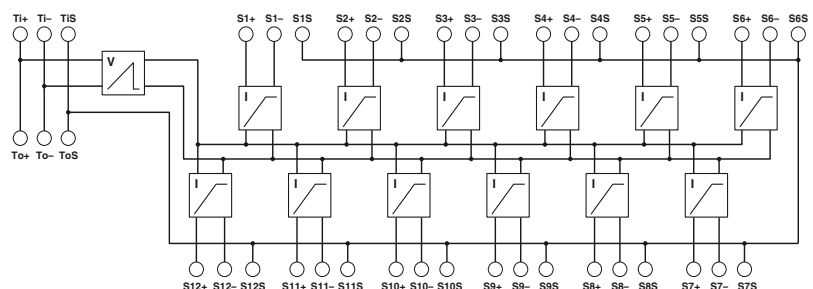 Ti+ Ti– TiS S1+ S1– S1S S2+ S2– S2S S3+ S3– S3S S4+ S4– S4S S5+ S5– S5S S6+ S6– S6S
V
I I I I I I
To+ To– ToS
I I I I I I
S12+ S12– S12S S11+ S11– S11S S10+ S10– S10S S9+ S9– S9S S8+ S8– S8S S7+ S7– S7S